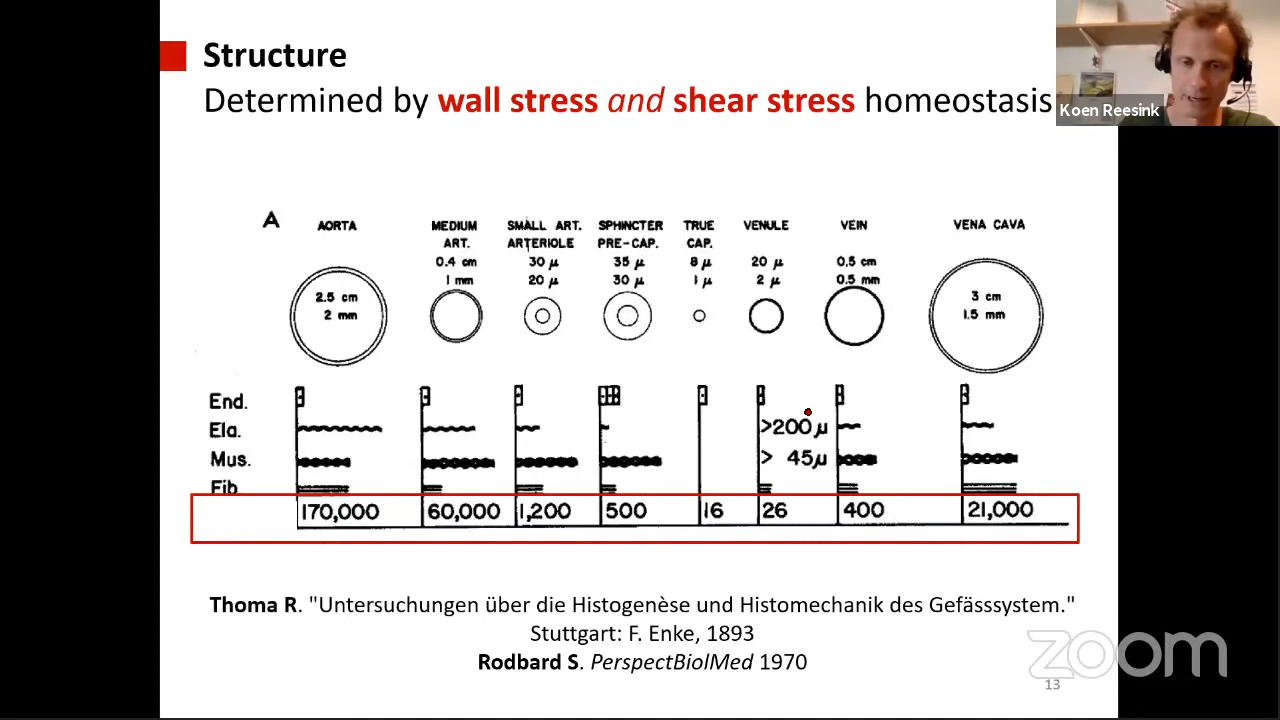 Structure
Determined by wall stress and shear stress homeostasis
Koen Reesink
A
AORTA
MEDIUM ART.
SMALL ART. ARTERIOLE
SPHINCTER PRE-CAP.
TRUE CAP.
VENULE
VEIN
VENA CAVA
0.4 cm
30 µ
35 µ
8 µ
20 µ
0.5 cm
1 mm
20 µ
30 µ
1 µ
2 µ
0.5 mm
2.5 cm
2 mm
3 cm
1.5 mm
End.
Ela.
>200 µ
Mus.
> 45µ
Fib
170,000
60,000
1,200
500
16
26
400
21,000
Thoma R. "Untersuchungen über die Histogenèse und Histomechanik des Gefässsystem."
Stuttgart: F. Enke, 1893
Rodbard S. PerspectBiolMed 1970
zoom
13